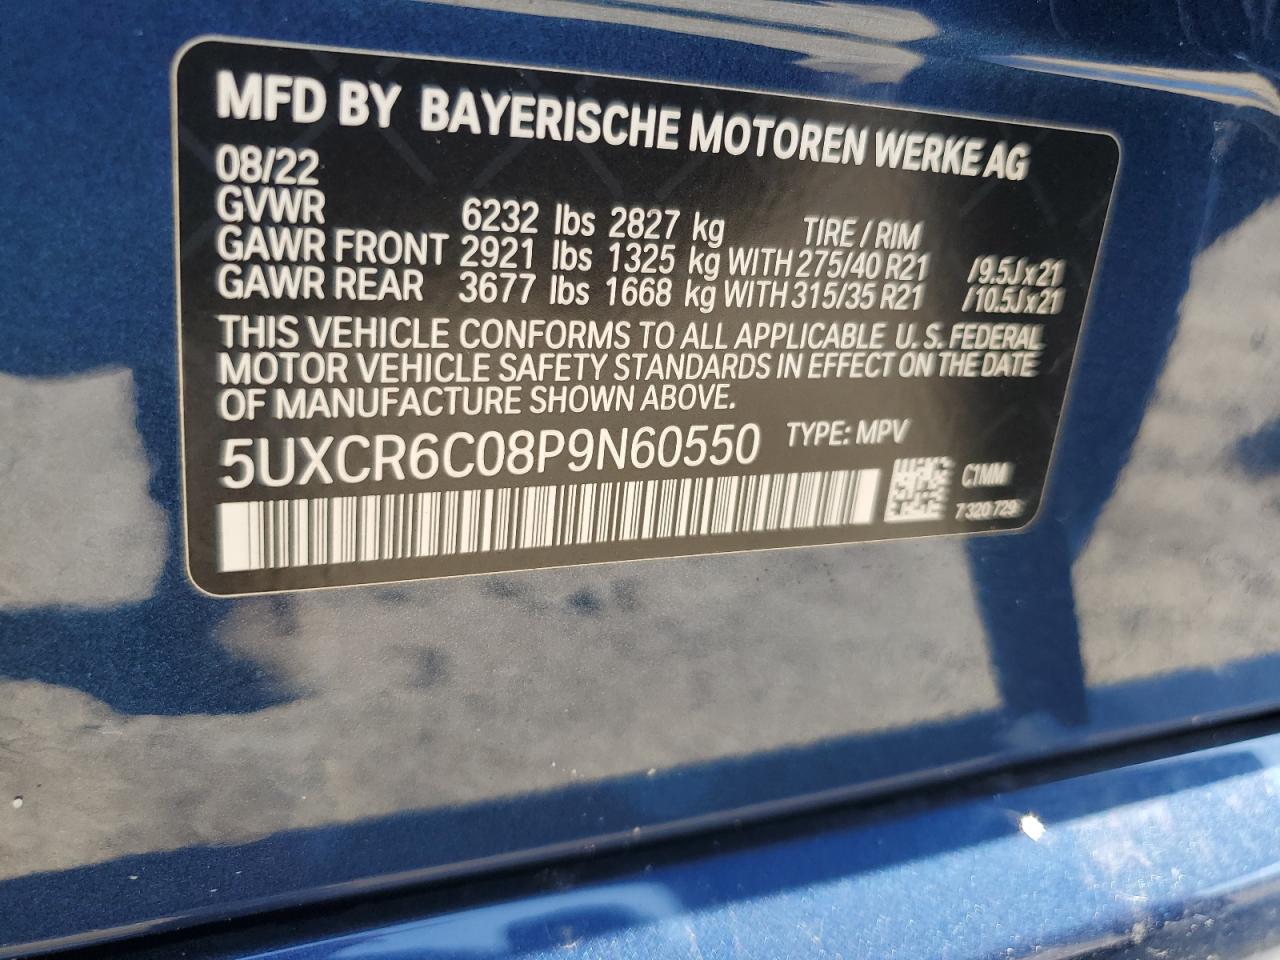 MFD BY BAYERISCHE MOTOREN WERKE AG
08/22
GVWR 6232 lbs 2827 kg TIRE / RIM
GAWR FRONT 2921 lbs 1325 kg WITH 275/40 R21 /9.5Jx21
GAWR REAR 3677 lbs 1668 kg WITH 315/35 R21 /10.5Jx21
THIS VEHICLE CONFORMS TO ALL APPLICABLE U.S. FEDERAL
MOTOR VEHICLE SAFETY STANDARDS IN EFFECT ON THE DATE
OF MANUFACTURE SHOWN ABOVE.
5UXCR6C08P9N60550 TYPE: MPV
C1MM
7320729